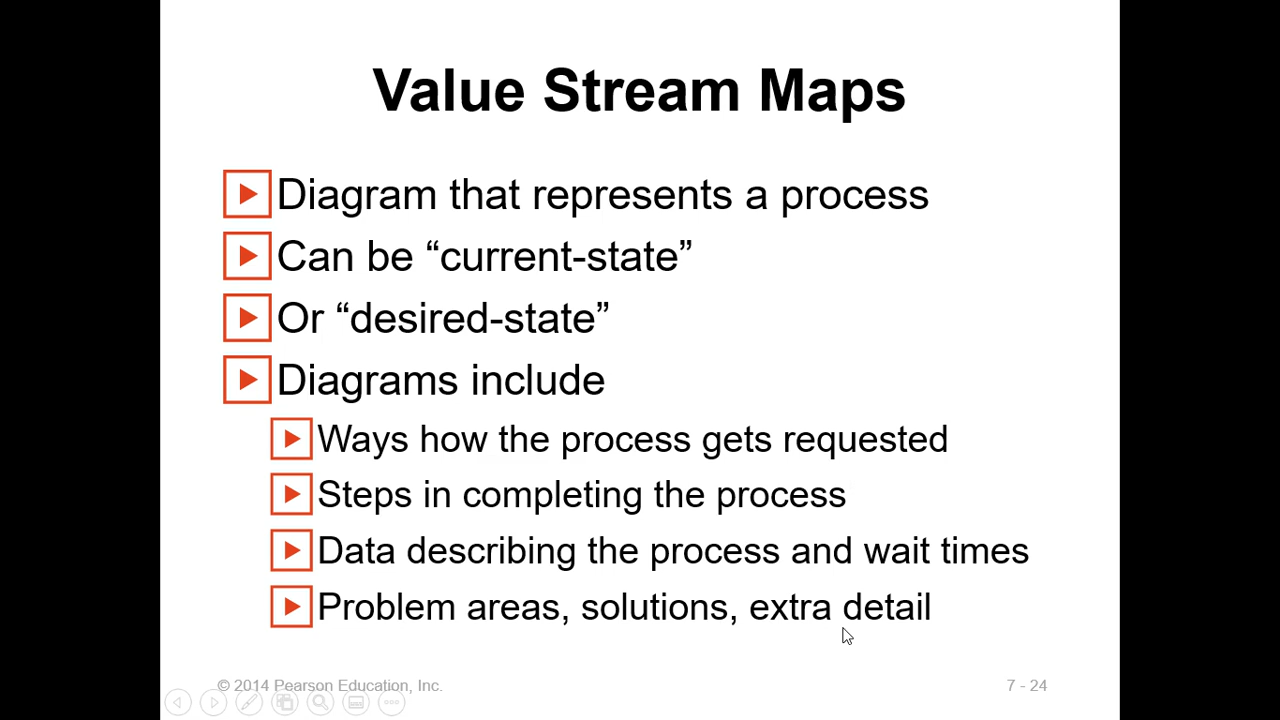 Value Stream Maps
Diagram that represents a process
Can be “current-state”
Or “desired-state”
Diagrams include
Ways how the process gets requested
Steps in completing the process
Data describing the process and wait times
Problem areas, solutions, extra detail
© 2014 Pearson Education, Inc.
7 - 24